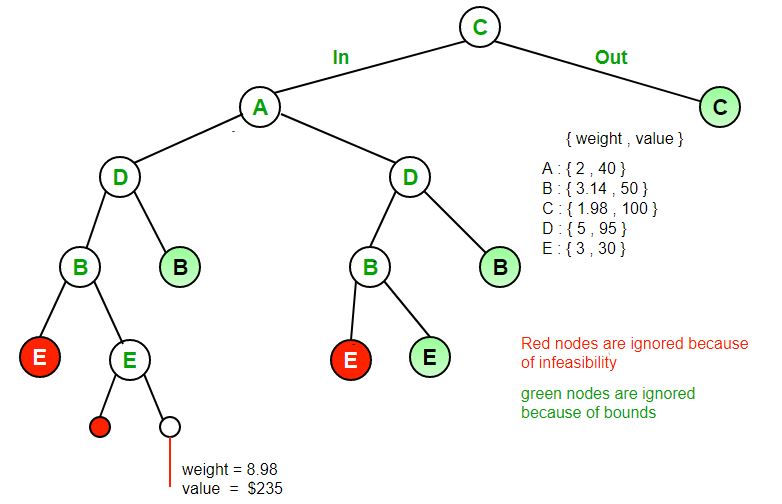 C
In
Out
A
C
{ weight , value }
A : { 2 , 40 }
B : { 3.14 , 50 }
C : { 1.98 , 100 }
D : { 5 , 95 }
E : { 3 , 30 }
D
D
B
B
B
B
E
E
E
E
Red nodes are ignored because
of infeasibility
green nodes are ignored
because of bounds
weight = 8.98
value = $235